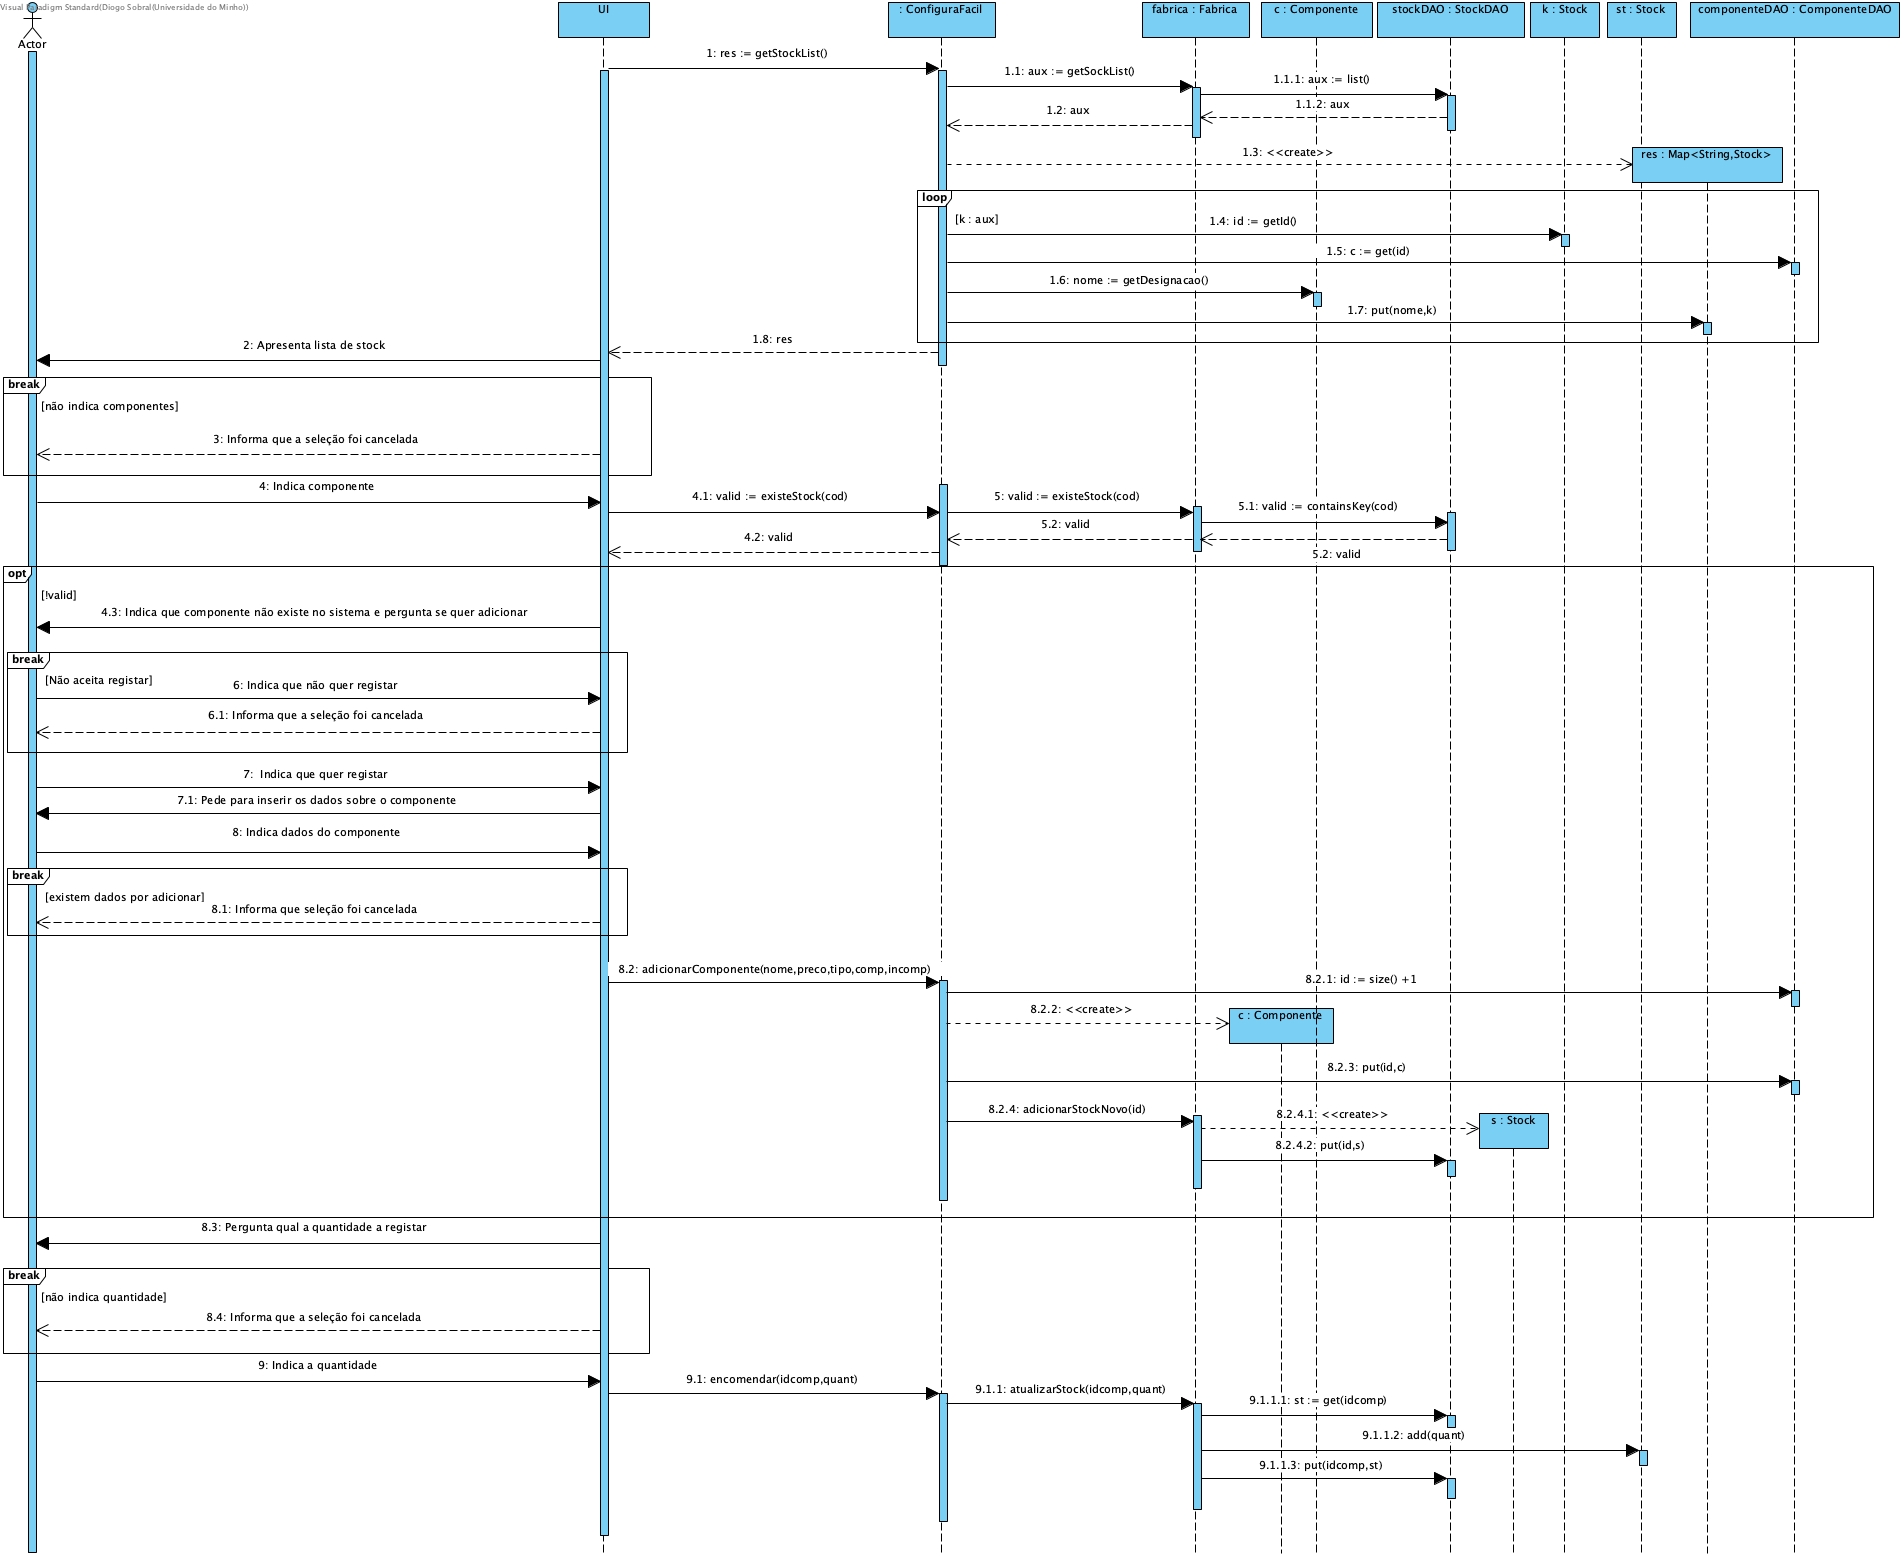 Visual Paradigm Standard(Diogo Sobral(Universidade do Minho))
Actor
UI
: ConfiguraFacil
fabrica : Fabrica
c : Componente
stockDAO : StockDAO
k : Stock
st : Stock
componenteDAO : ComponenteDAO
1: res := getStockList()
1.1: aux := getSockList()
1.1.1: aux := list()
1.1.2: aux
1.2: aux
1.3: <<create>>
res : Map<String,Stock>
loop
[k : aux]
1.4: id := getId()
1.5: c := get(id)
1.6: nome := getDesignacao()
1.7: put(nome,k)
1.8: res
2: Apresenta lista de stock
break
[não indica componentes]
3: Informa que a seleção foi cancelada
4: Indica componente
4.1: valid := existeStock(cod)
5: valid := existeStock(cod)
5.1: valid := containsKey(cod)
5.2: valid
4.2: valid
5.2: valid
opt
[!valid]
4.3: Indica que componente não existe no sistema e pergunta se quer adicionar
break
[Não aceita registar]
6: Indica que não quer registar
6.1: Informa que a seleção foi cancelada
7:  Indica que quer registar
7.1: Pede para inserir os dados sobre o componente
8: Indica dados do componente
break
[existem dados por adicionar]
8.1: Informa que seleção foi cancelada
8.2: adicionarComponente(nome,preco,tipo,comp,incomp)
8.2.1: id := size() +1
8.2.2: <<create>>
c : Componente
8.2.3: put(id,c)
8.2.4: adicionarStockNovo(id)
8.2.4.1: <<create>>
s : Stock
8.2.4.2: put(id,s)
8.3: Pergunta qual a quantidade a registar
break
[não indica quantidade]
8.4: Informa que a seleção foi cancelada
9: Indica a quantidade
9.1: encomendar(idcomp,quant)
9.1.1: atualizarStock(idcomp,quant)
9.1.1.1: st := get(idcomp)
9.1.1.2: add(quant)
9.1.1.3: put(idcomp,st)